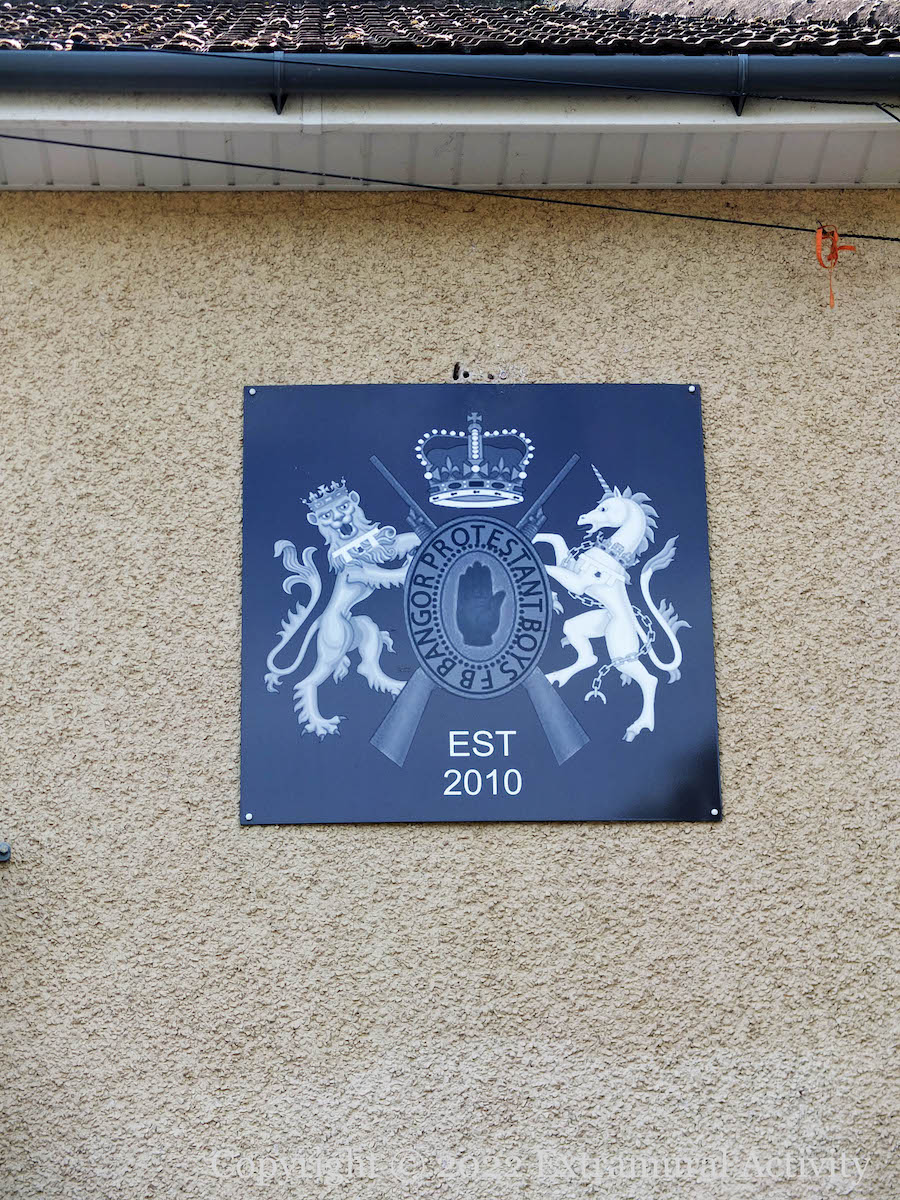 BANGOR PROTESTANT BOYS F.B
EST
2010
Copyright © 2022 Extramural Activity